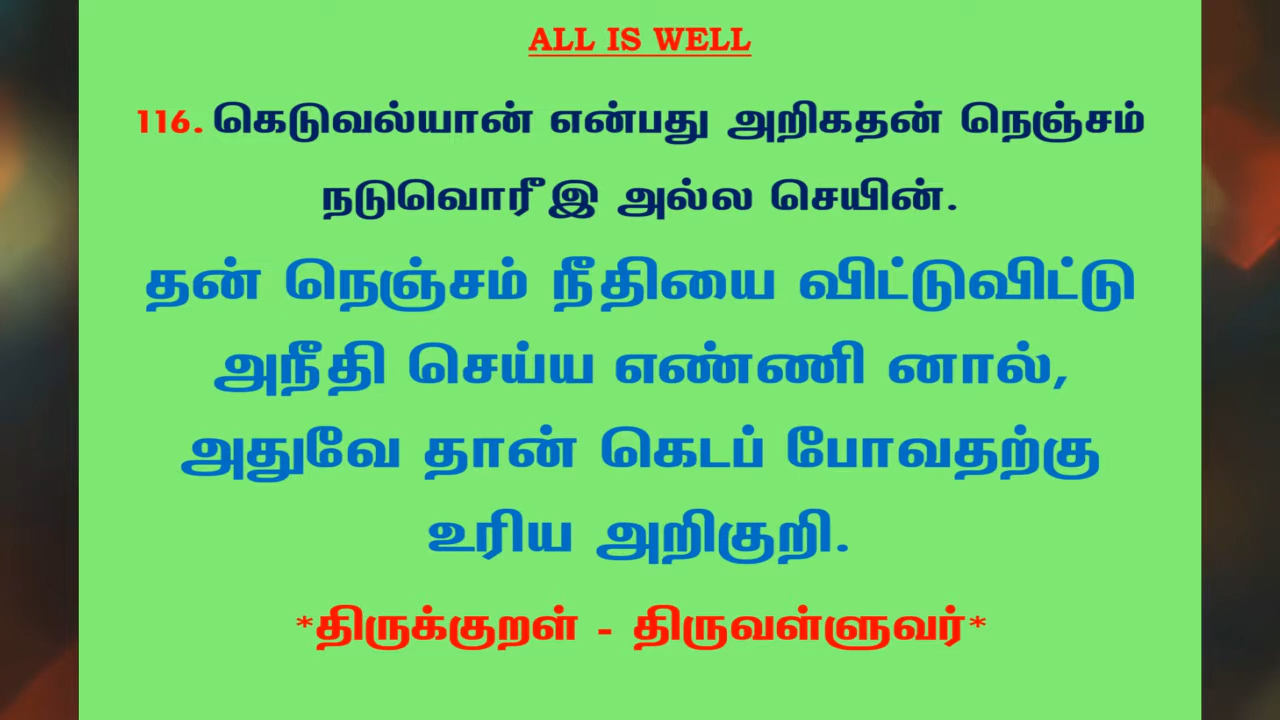 ALL IS WELL
116. கெடுவல்யான் என்பது அறிகதன் நெஞ்சம்
நடுவொரீஇ அல்ல செயின்.
தன் நெஞ்சம் நீதியை விட்டுவிட்டு
அநீதி செய்ய எண்ணி னால்,
அதுவே தான் கெடப் போவதற்கு
உரிய அறிகுறி.
*திருக்குறள் - திருவள்ளுவர்*